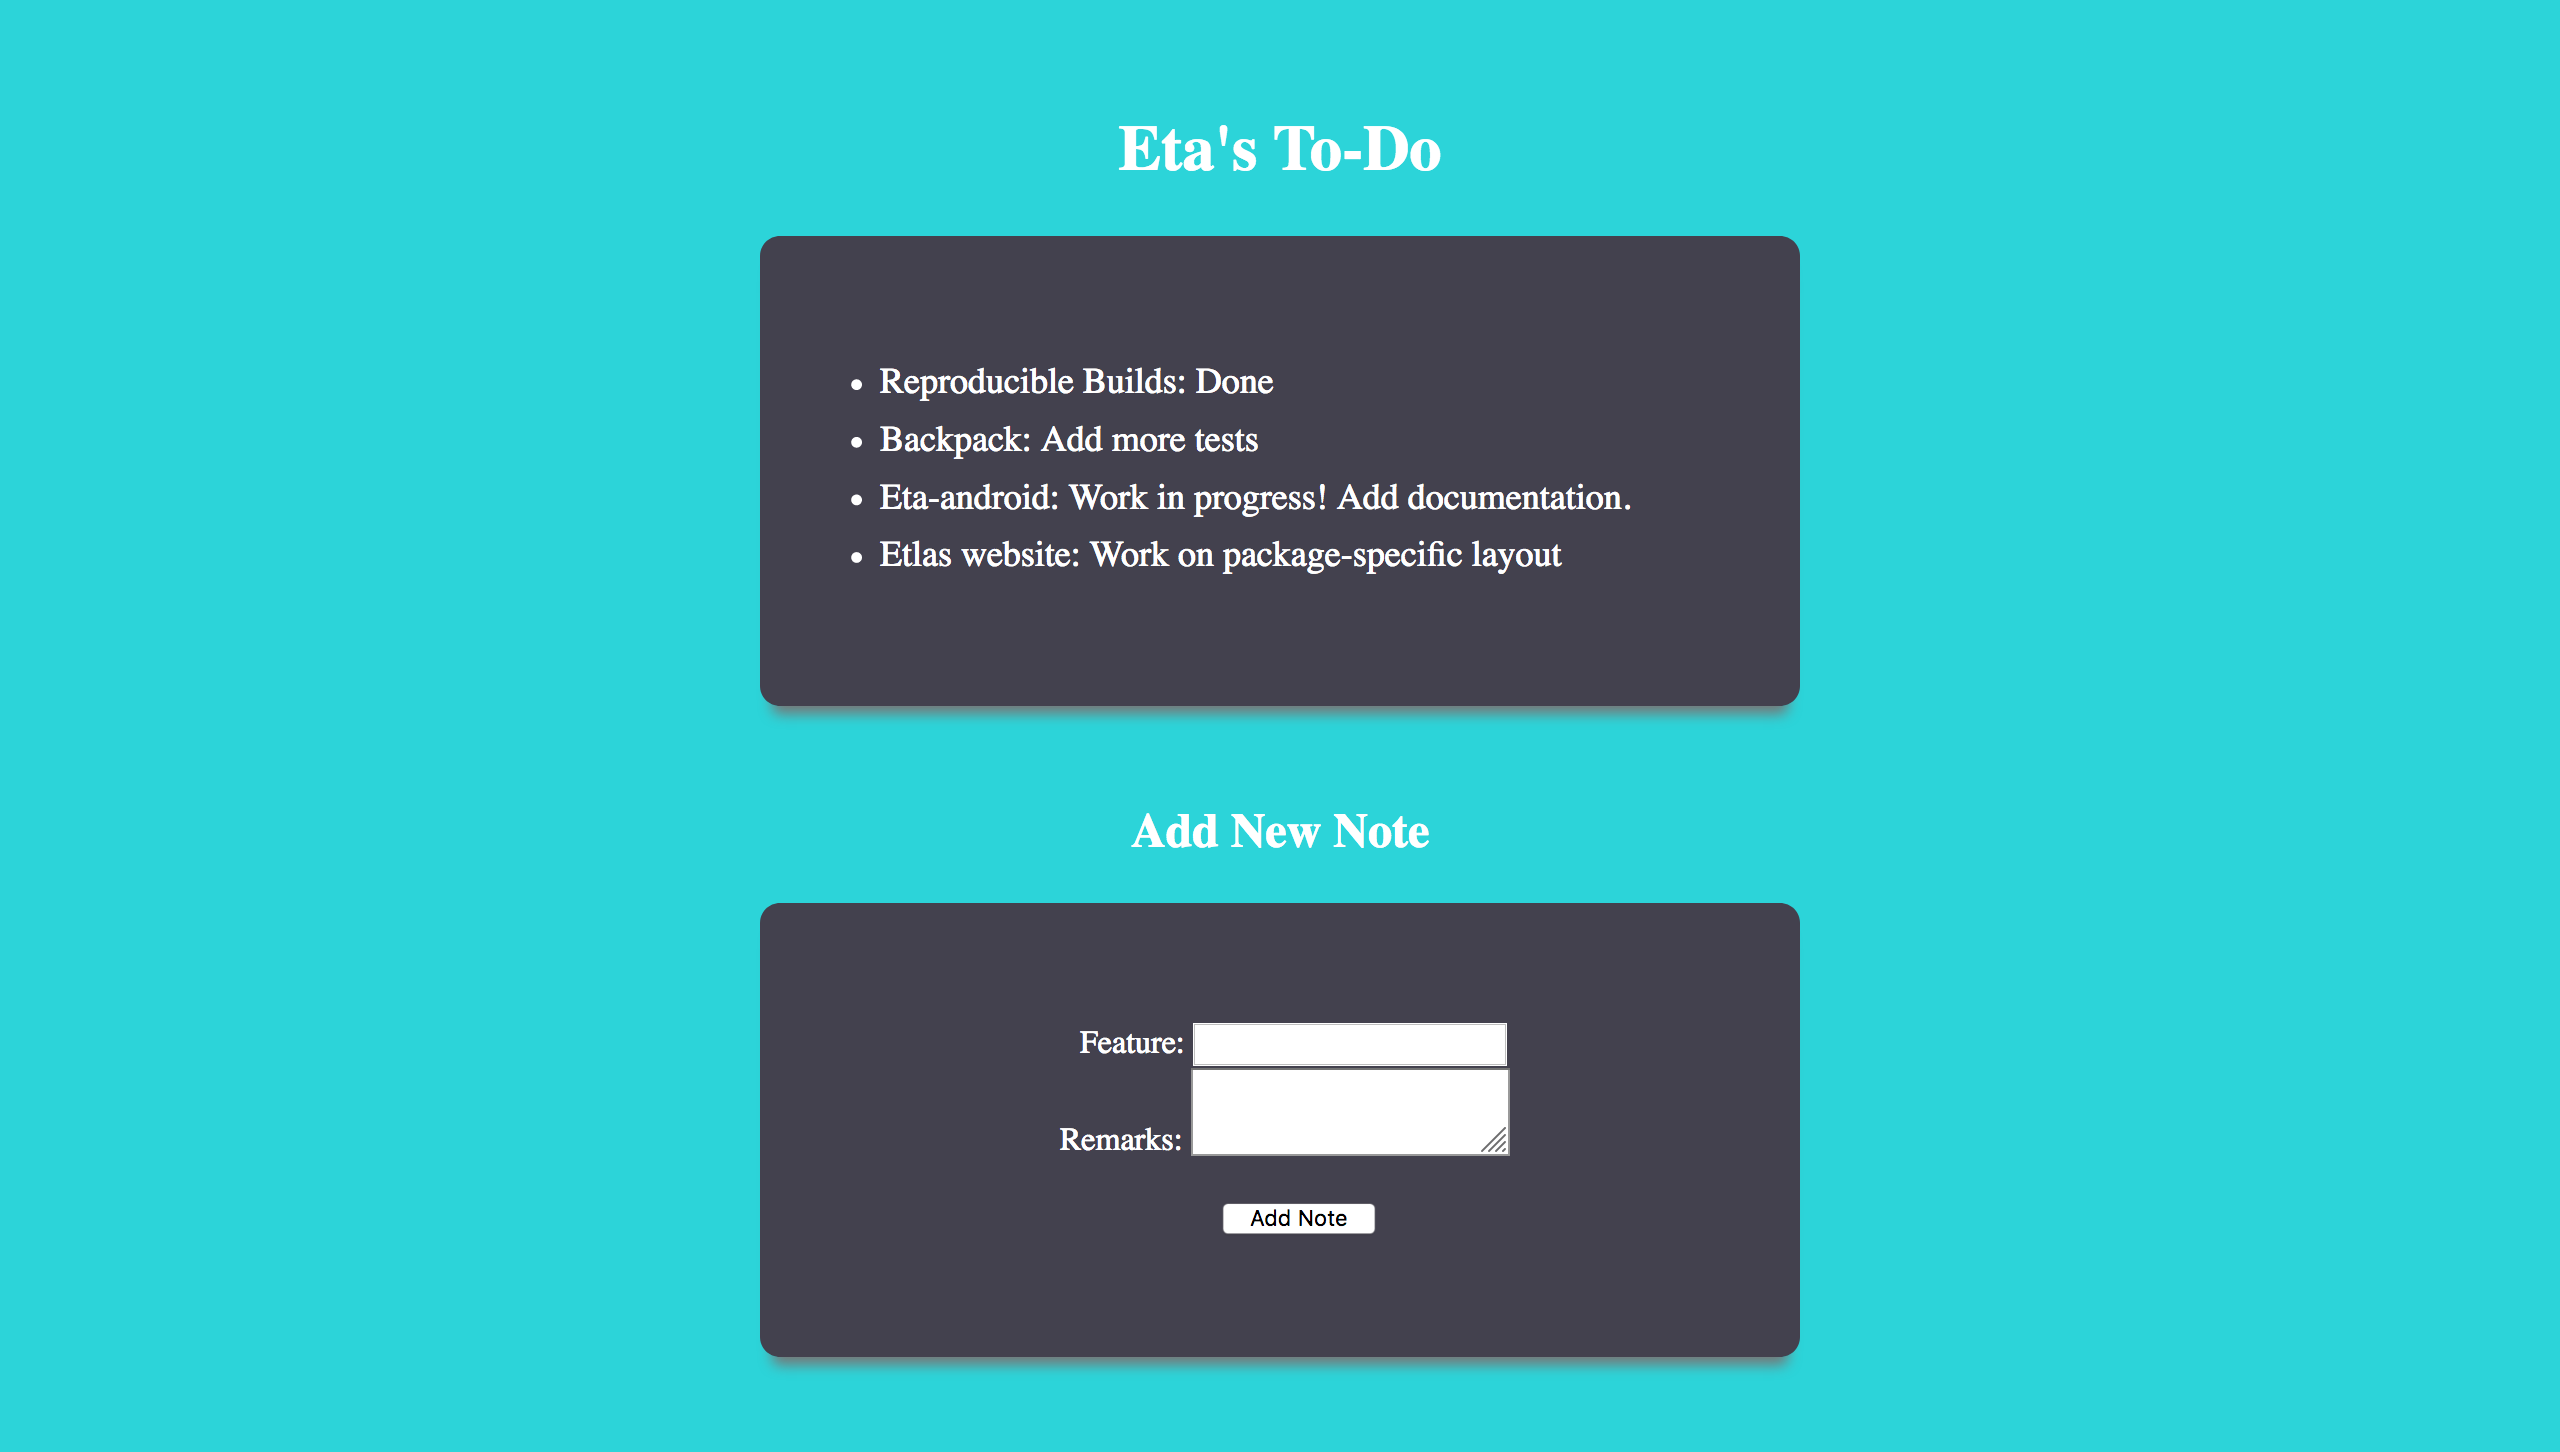 Eta's To-Do
Reproducible Builds: Done
Backpack: Add more tests
Eta-android: Work in progress! Add documentation.
Etlas website: Work on package-specific layout
Add New Note
Feature:
Remarks:
Add Note